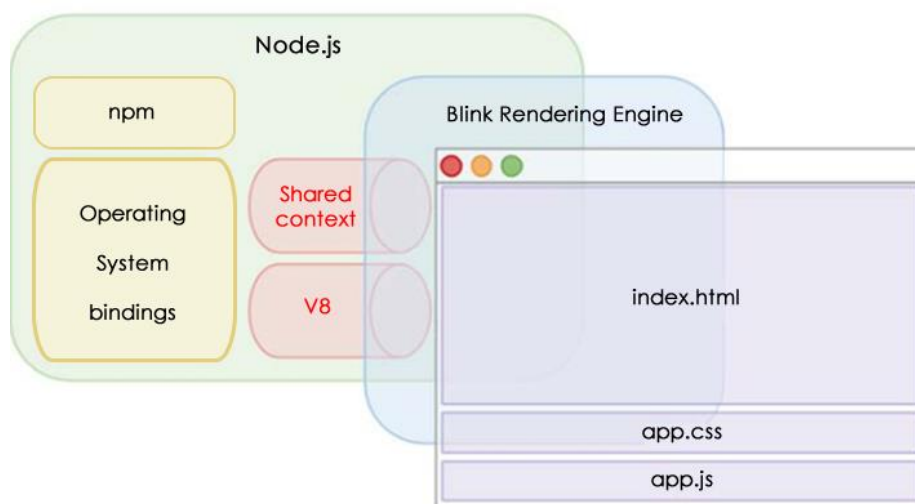 Node.js
npm
Blink Rendering Engine
Shared
context
Operating
System
bindings
V8
index.html
app.css
app.js